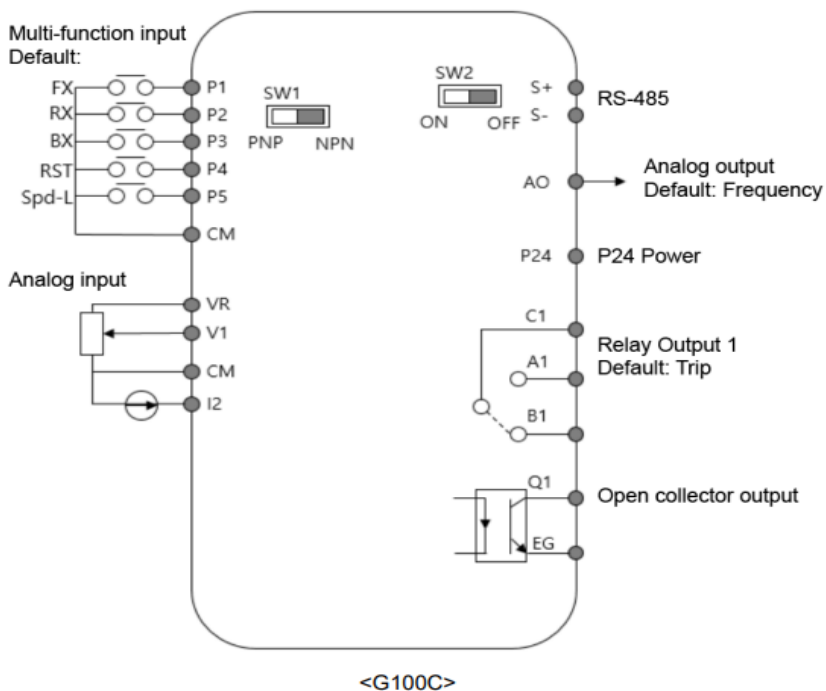 Multi-function input
Default:
FX P1
RX P2
BX P3
RST P4
Spd-L P5
CM
SW1
PNP NPN
SW2
ON OFF
S+
S-
RS-485
AO
Analog output
Default: Frequency
P24 P24 Power
Analog input
VR
V1
CM
I2
C1
A1
B1
Relay Output 1
Default: Trip
Q1
EG
Open collector output
<G100C>